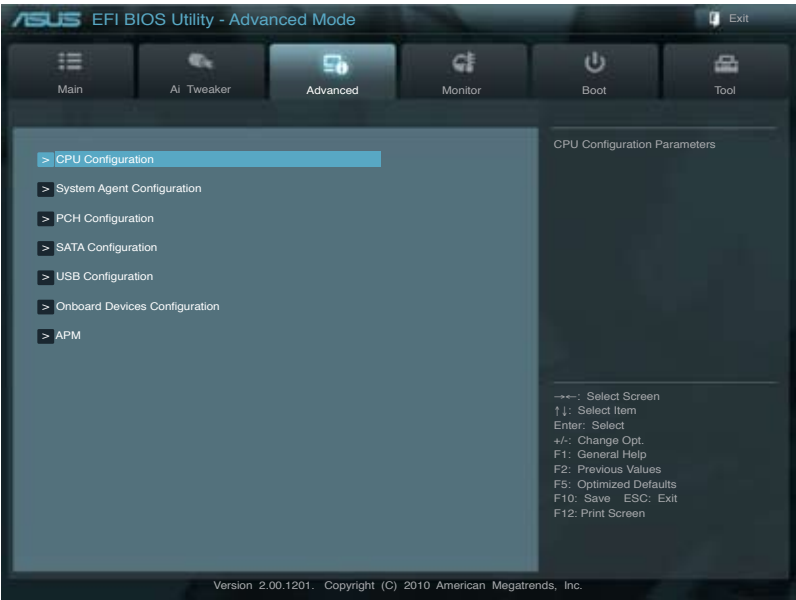 ASUS EFI BIOS Utility - Advanced Mode
Exit
Main
Ai Tweaker
Advanced
Monitor
Boot
Tool
> CPU Configuration
> System Agent Configuration
> PCH Configuration
> SATA Configuration
> USB Configuration
> Onboard Devices Configuration
> APM
CPU Configuration Parameters
→←: Select Screen
↑↓: Select Item
Enter: Select
+/-: Change Opt.
F1: General Help
F2: Previous Values
F5: Optimized Defaults
F10: Save ESC: Exit
F12: Print Screen
Version 2.00.1201. Copyright (C) 2010 American Megatrends, Inc.